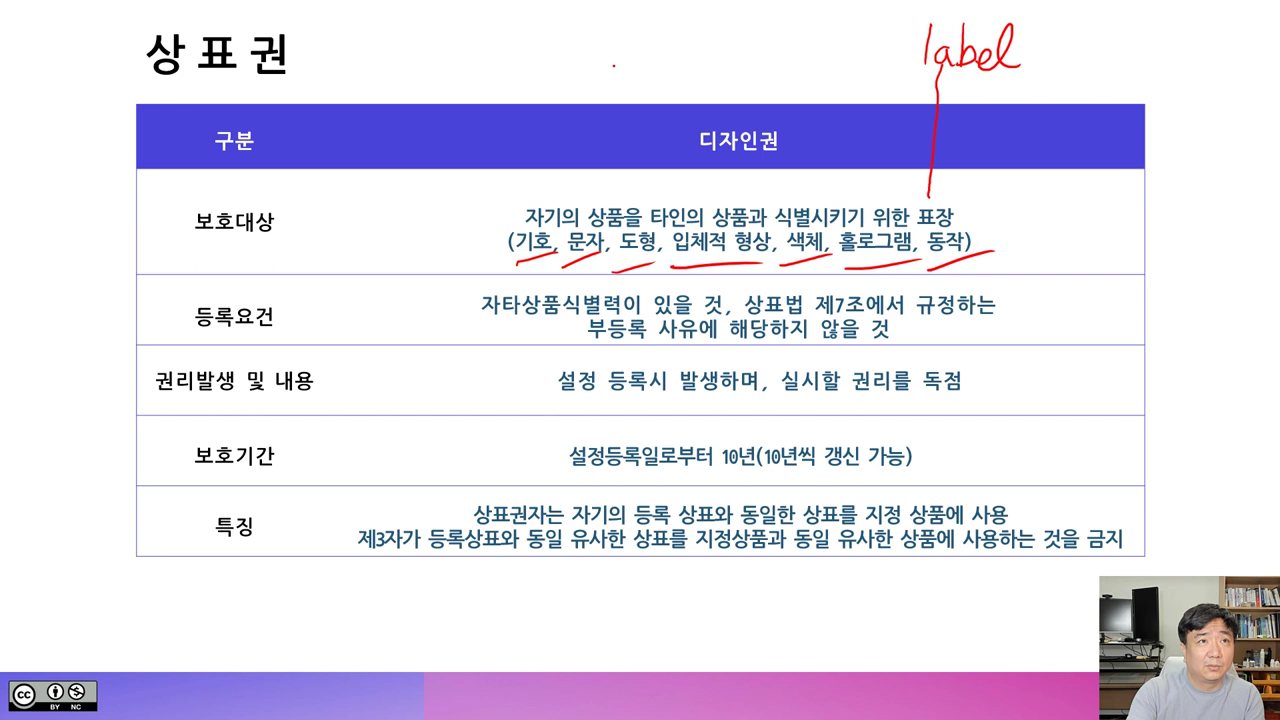 상표권
label
구분
디자인권
보호대상
자기의 상품을 타인의 상품과 식별시키기 위한 표장
(기호, 문자, 도형, 입체적 형상, 색체, 홀로그램, 동작)
등록요건
자타상품식별력이 있을 것, 상표법 제7조에서 규정하는
부등록 사유에 해당하지 않을 것
권리발생 및 내용
설정 등록시 발생하며, 실시할 권리를 독점
보호기간
설정등록일로부터 10년(10년씩 갱신 가능)
특징
상표권자는 자기의 등록 상표와 동일한 상표를 지정 상품에 사용
제3자가 등록상표와 동일 유사한 상표를 지정상품과 동일 유사한 상품에 사용하는 것을 금지
cc
BY NC